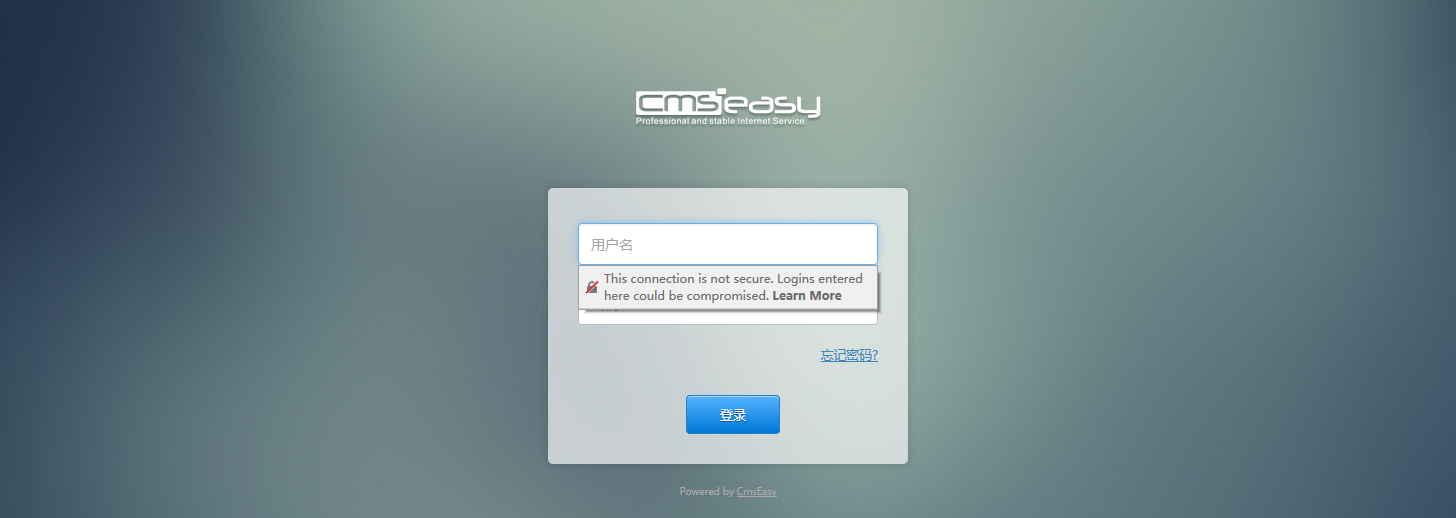 cmseasy
Professional and stable Internet Service
用户名
This connection is not secure. Logins entered
here could be compromised. Learn More
忘记密码?
登录
Powered by CmsEasy